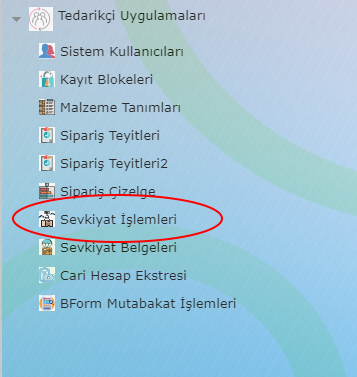 Tedarikçi Uygulamaları
Sistem Kullanıcıları
Kayıt Blokeleri
Malzeme Tanımları
Sipariş Teyitleri
Sipariş Teyitleri2
Sipariş Çizelge
Sevkiyat İşlemleri
Sevkiyat Belgeleri
Cari Hesap Ekstresi
BForm Mutabakat İşlemleri